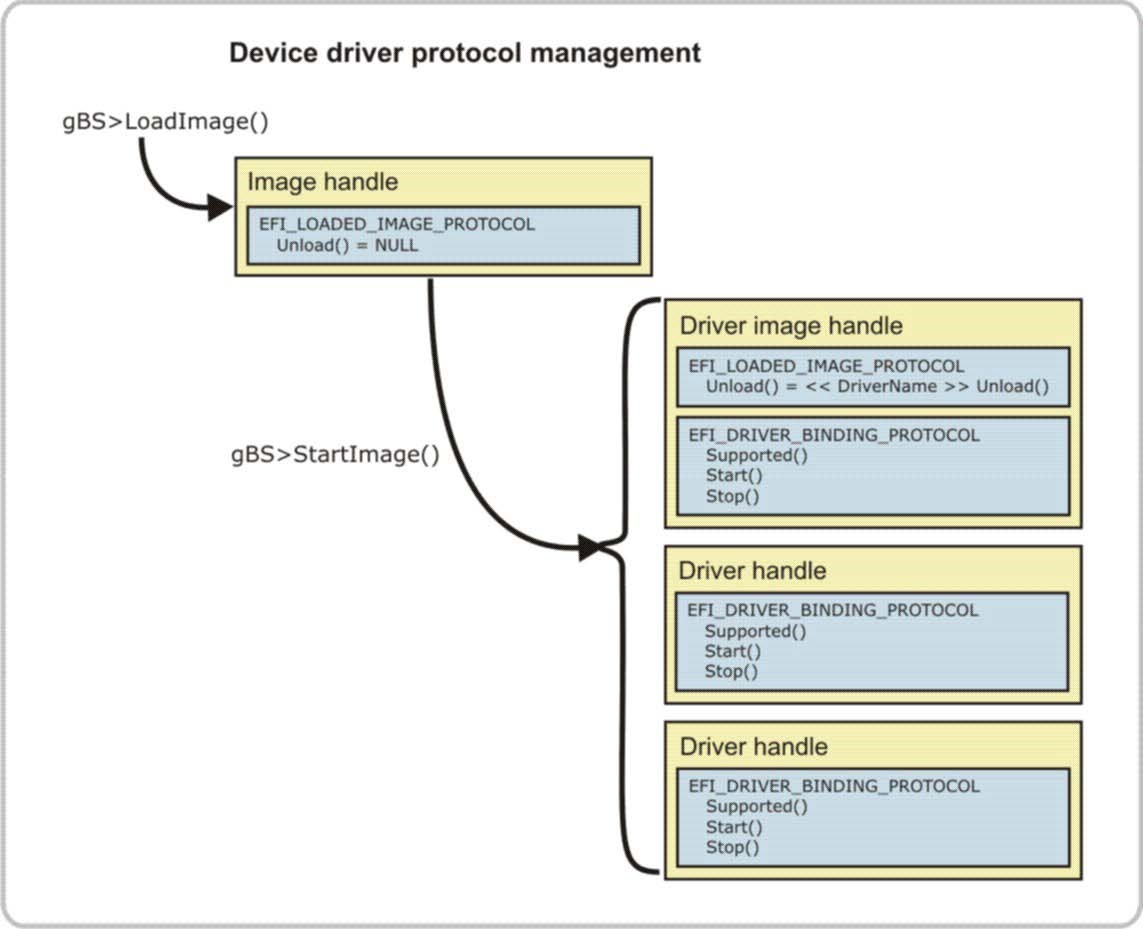 Device driver protocol management
gBS>LoadImage()
Image handle
EFI_LOADED_IMAGE_PROTOCOL
Unload() = NULL
gBS>StartImage()
Driver image handle
EFI_LOADED_IMAGE_PROTOCOL
Unload() = << DriverName >> Unload()
EFI_DRIVER_BINDING_PROTOCOL
Supported()
Start()
Stop()
Driver handle
EFI_DRIVER_BINDING_PROTOCOL
Supported()
Start()
Stop()
Driver handle
EFI_DRIVER_BINDING_PROTOCOL
Supported()
Start()
Stop()